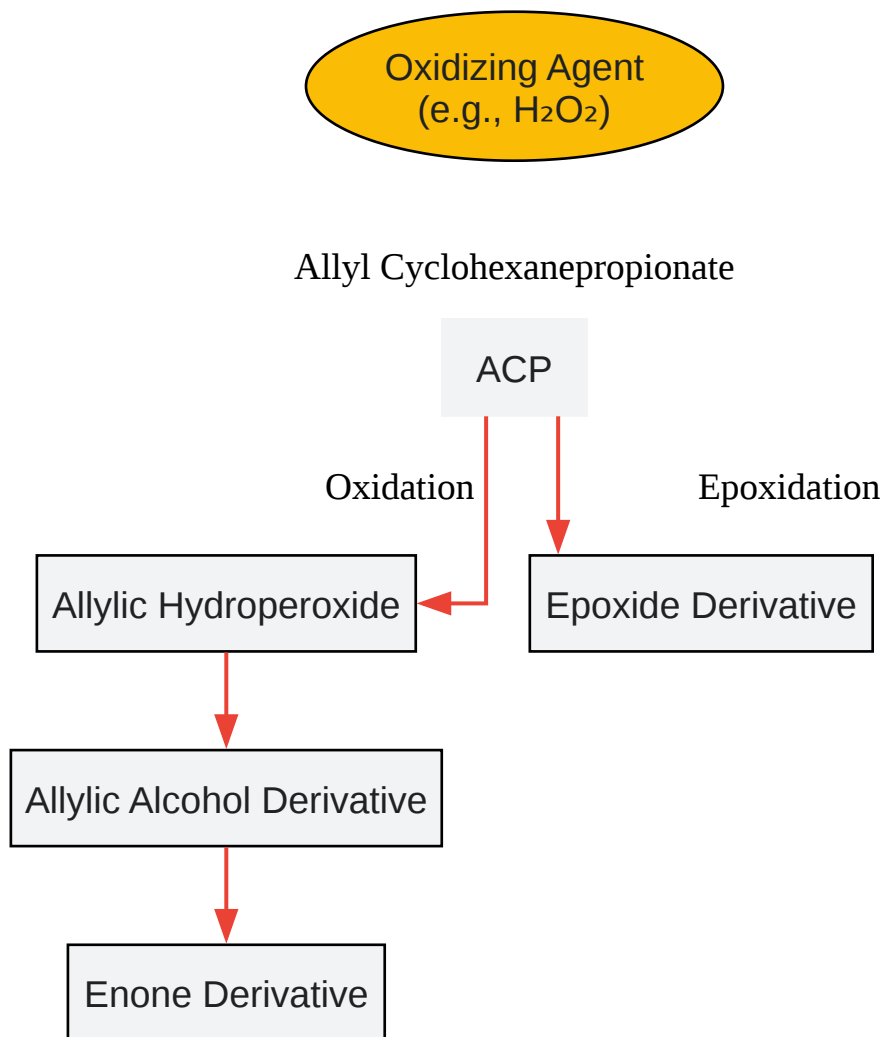 Oxidizing Agent
(e.g., H₂O₂)
Allyl Cyclohexanepropionate
ACP
Oxidation
Epoxidation
Allylic Hydroperoxide
Epoxide Derivative
Allylic Alcohol Derivative
Enone Derivative